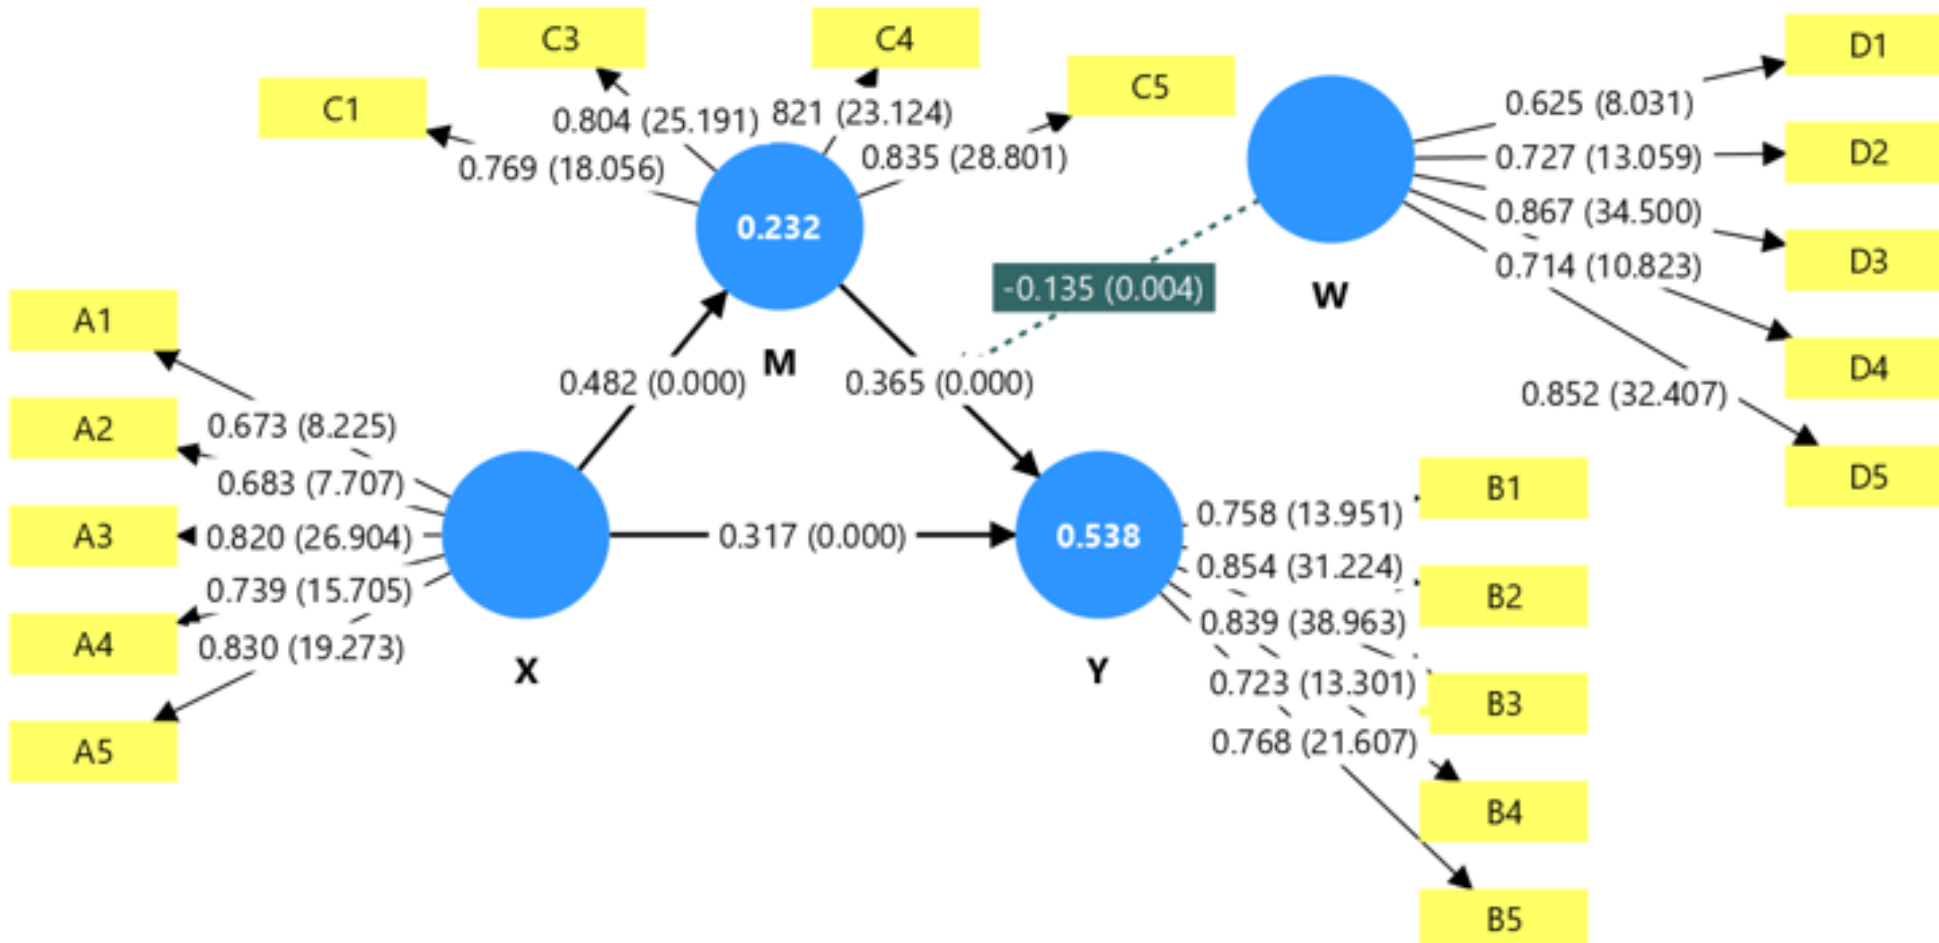 C3
C4
C1
C5
D1
0.804 (25.191)
821 (23.124)
0.769 (18.056)
0.835 (28.801)
0.625 (8.031)
D2
0.727 (13.059)
0.867 (34.500)
D3
0.714 (10.823)
0.232
-0.135 (0.004)
W
M
D4
0.852 (32.407)
D5
A1
0.482 (0.000)
0.365 (0.000)
A2
0.673 (8.225)
0.683 (7.707)
A3
0.820 (26.904)
0.739 (15.705)
A4
0.830 (19.273)
A5
X
0.317 (0.000)
0.538
Y
0.758 (13.951)
B1
0.854 (31.224)
B2
0.839 (38.963)
0.723 (13.301)
B3
0.768 (21.607)
B4
B5